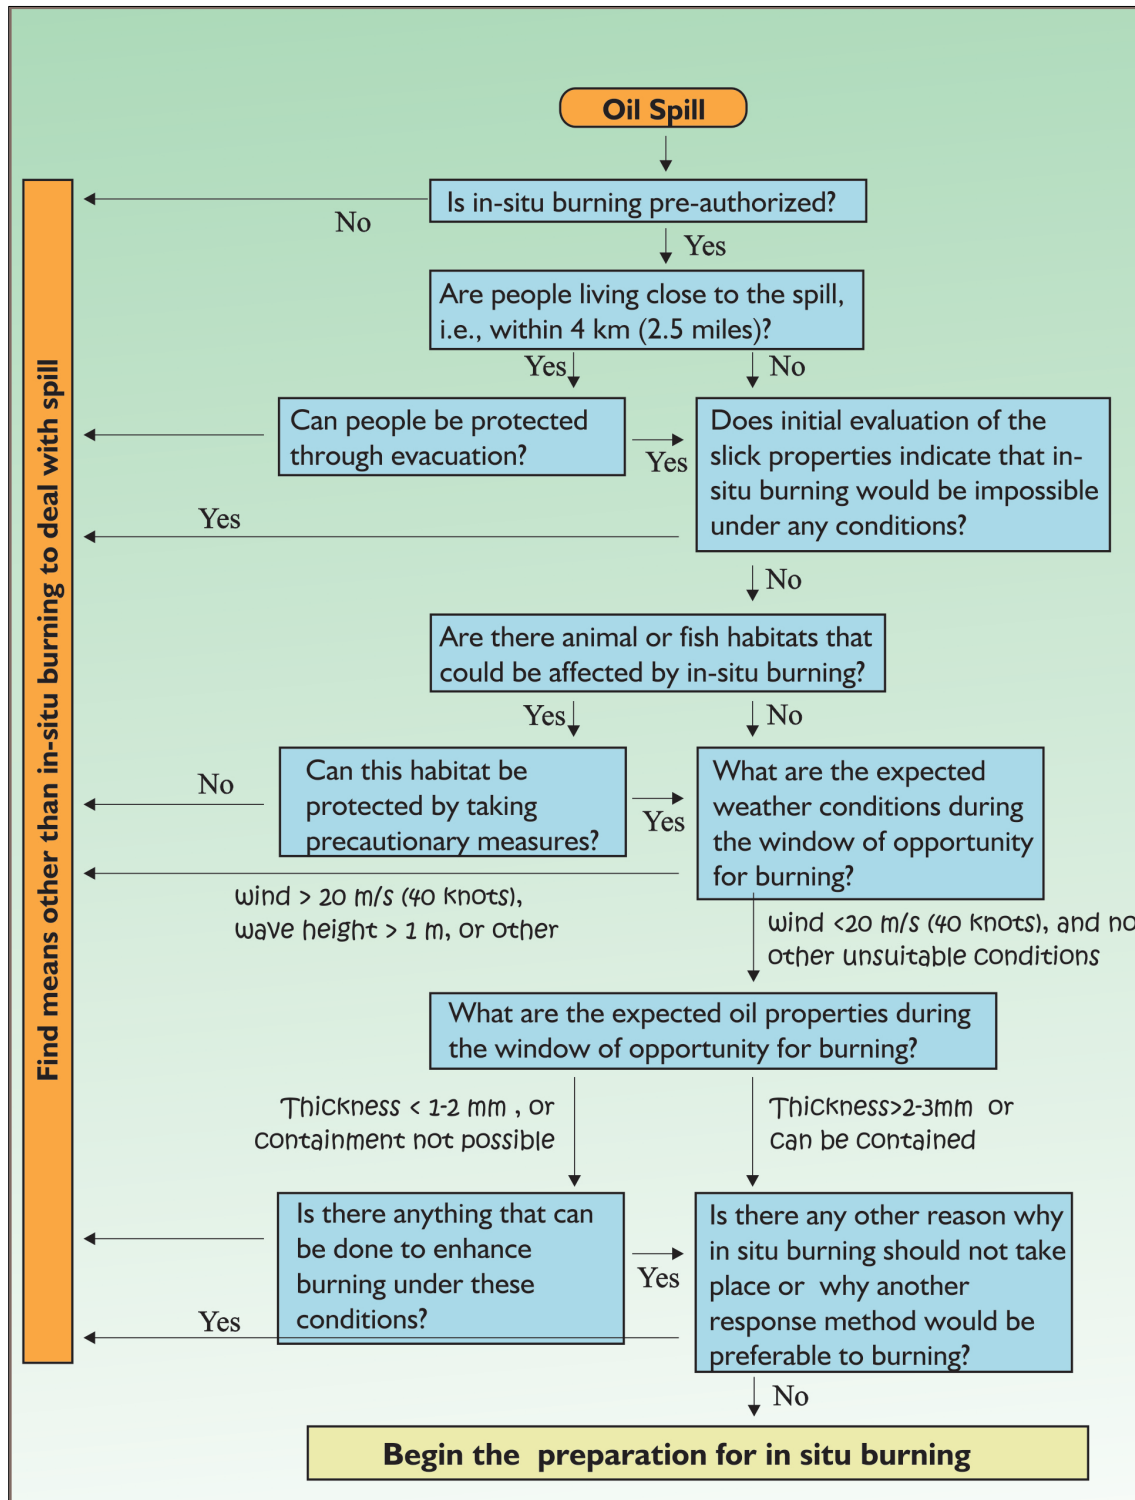 Oil Spill
Is in-situ burning pre-authorized?
No
Yes
Are people living close to the spill,
i.e., within 4 km (2.5 miles)?
Yes
No
Can people be protected
through evacuation?
Yes
Does initial evaluation of the
slick properties indicate that in-
situ burning would be impossible
under any conditions?
Yes
No
Are there animal or fish habitats that
could be affected by in-situ burning?
Yes
No
Can this habitat be
protected by taking
precautionary measures?
No
Yes
What are the expected
weather conditions during
the window of opportunity
for burning?
wind > 20 m/s (40 knots),
wave height > 1 m, or other
wind <20 m/s (40 knots), and no
other unsuitable conditions
What are the expected oil properties during
the window of opportunity for burning?
Thickness < 1-2 mm , or
containment not possible
Thickness>2-3mm or
can be contained
Is there anything that can
be done to enhance
burning under these
conditions?
Yes
Is there any other reason why
in situ burning should not take
place or why another
response method would be
preferable to burning?
Yes
No
Begin the preparation for in situ burning
Find means other than in-situ burning to deal with spill